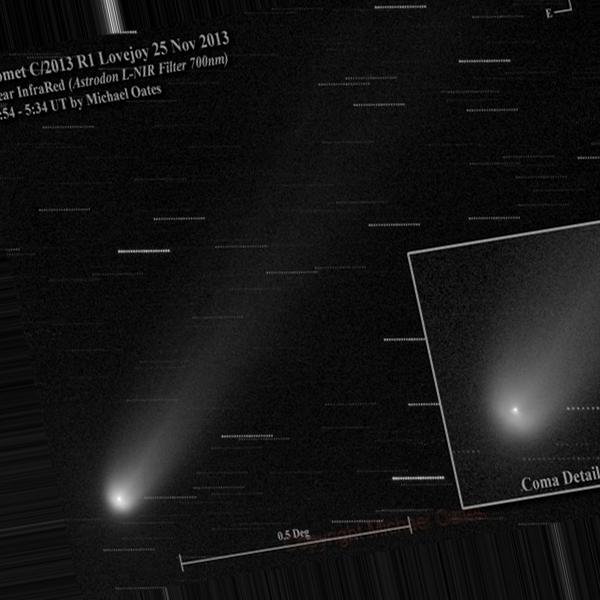 omet C/2013 R1 Lovejoy 25 Nov 2013
ear InfraRed (Astrodon L-NIR Filter 700nm)
:54 - 5:34 UT by Michael Oates
E
Coma Detail
0.5 Deg